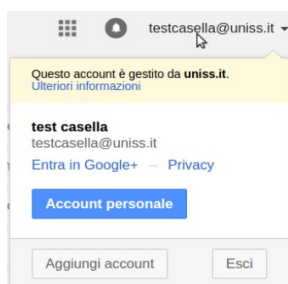 testcasella@uniss.it
Questo account è gestito da uniss.it.
Ulteriori informazioni
test casella
testcasella@uniss.it
Entra in Google+ – Privacy
Account personale
Aggiungi account Esci